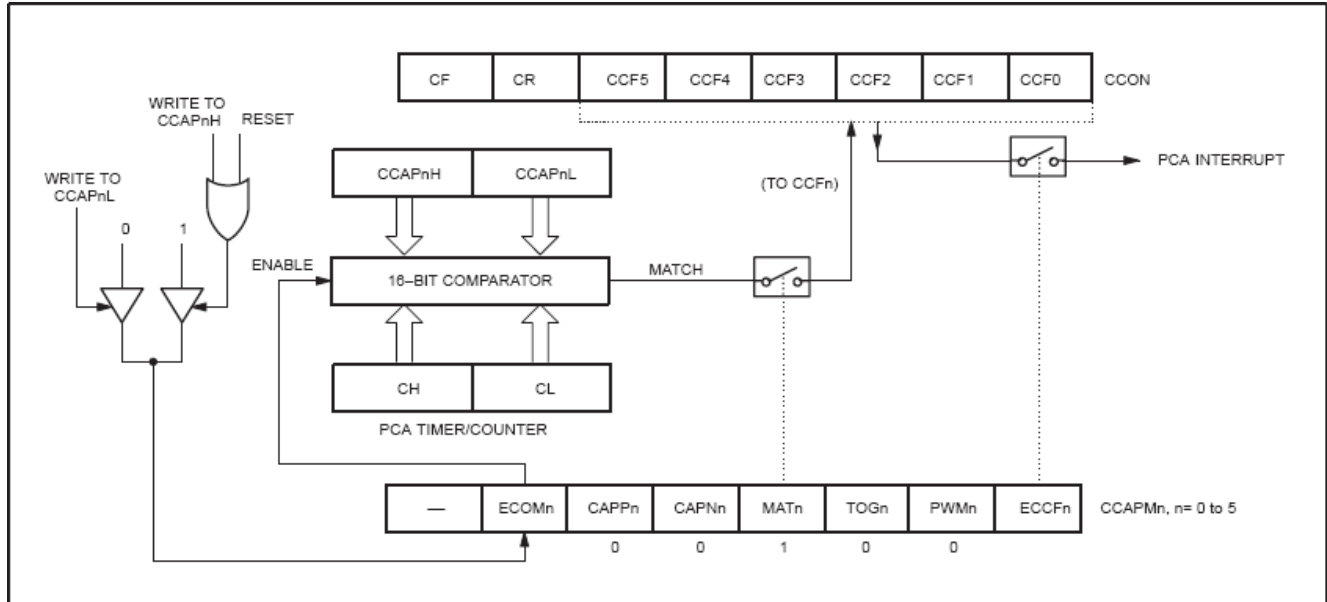 CF CR CCF5 CCF4 CCF3 CCF2 CCF1 CCF0 CCON
WRITE TO
CCAPnH RESET
WRITE TO
CCAPnL
0 1
CCAPnH CCAPnL
(TO CCFn)
PCA INTERRUPT
ENABLE
16–BIT COMPARATOR
MATCH
CH CL
PCA TIMER/COUNTER
— ECOMn CAPPn CAPNn MATn TOGn PWMn ECCFn CCAPMn, n= 0 to 5
0 0 1 0 0